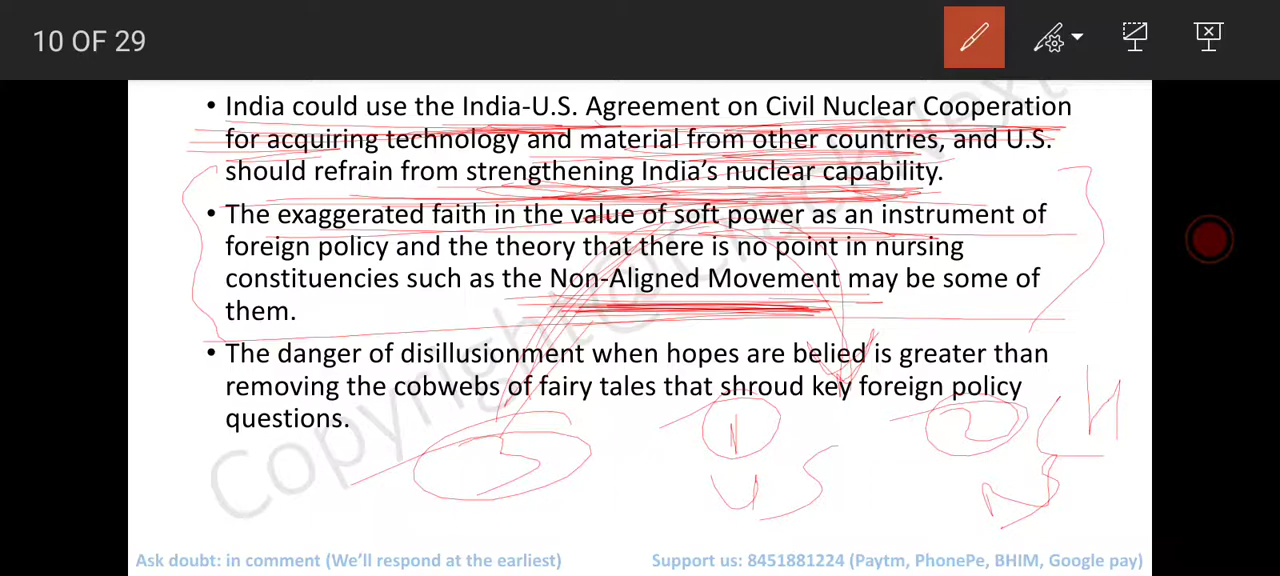 10 OF 29
• India could use the India-U.S. Agreement on Civil Nuclear Cooperation
for acquiring technology and material from other countries, and U.S.
should refrain from strengthening India's nuclear capability.
• The exaggerated faith in the value of soft power as an instrument of
foreign policy and the theory that there is no point in nursing
constituencies such as the Non-Aligned Movement may be some of
them.
• The danger of disillusionment when hopes are belied is greater than
removing the cobwebs of fairy tales that shroud key foreign policy
questions.
US
Ask doubt: in comment (We'll respond at the earliest)
Support us: 8451881224 (Paytm, PhonePe, BHIM, Google pay)